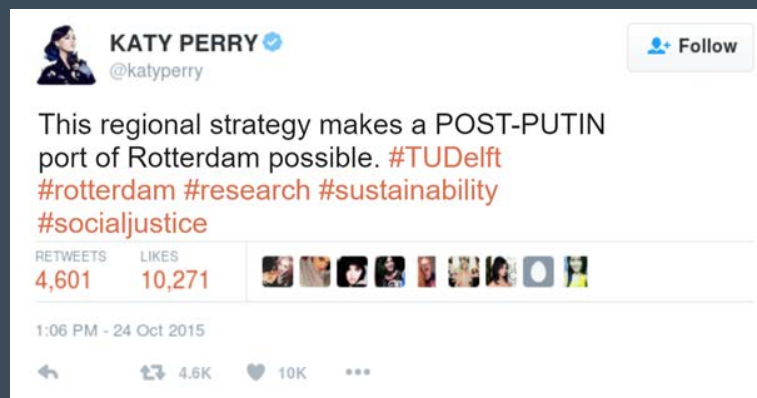 KATY PERRY
Follow
@katyperry
This regional strategy makes a POST-PUTIN
port of Rotterdam possible. #TUDelft
#rotterdam #research #sustainability
#socialjustice
RETWEETS LIKES
4,601 10,271
1:06 PM - 24 Oct 2015
4.6K 10K